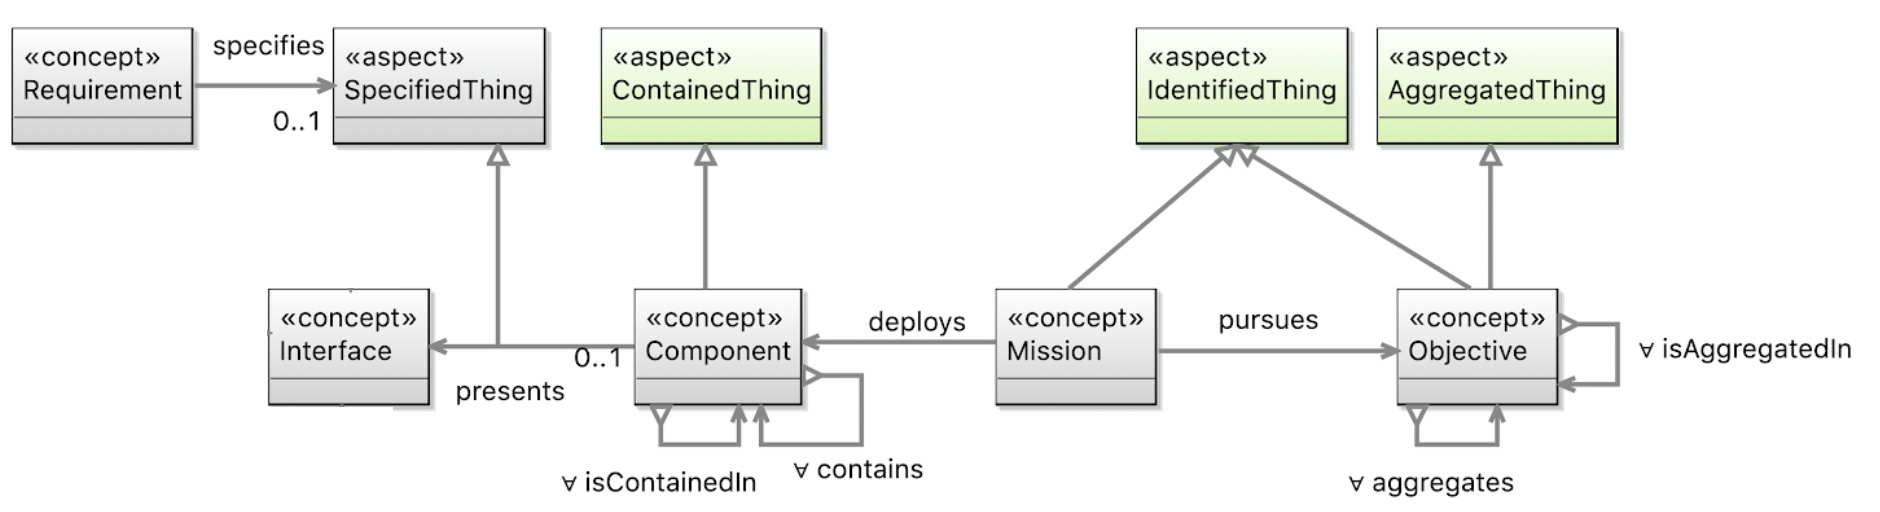 «concept»
Requirement
specifies
0..1
«aspect»
SpecifiedThing
«aspect»
ContainedThing
«aspect»
IdentifiedThing
«aspect»
AggregatedThing
«concept»
Interface
presents
0..1
«concept»
Component
deploys
«concept»
Mission
pursues
«concept»
Objective
∀ isAggregatedIn
∀ isContainedIn
∀ contains
∀ aggregates